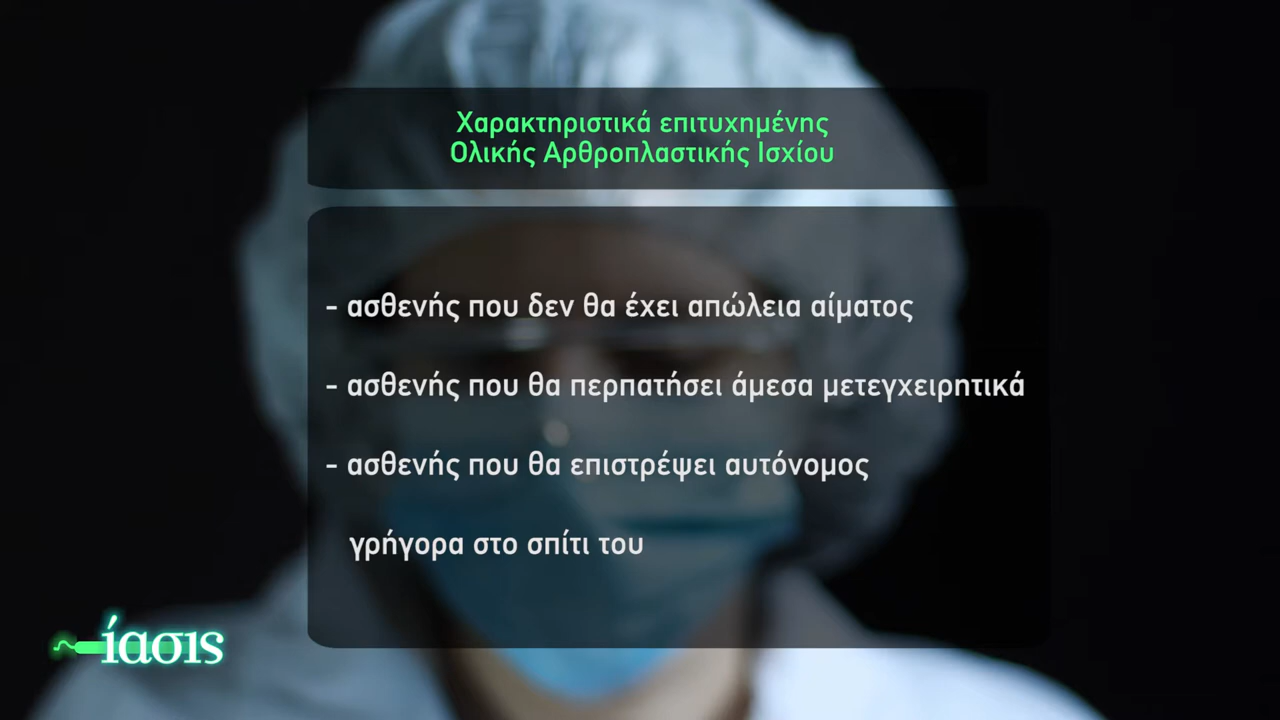 Χαρακτηριστικά επιτυχημένης
Ολικής Αρθροπλαστικής Ισχίου
- ασθενής που δεν θα έχει απώλεια αίματος
- ασθενής που θα περπατήσει άμεσα μετεγχειρητικά
- ασθενής που θα επιστρέψει αυτόνομος
γρήγορα στο σπίτι του
ίασις